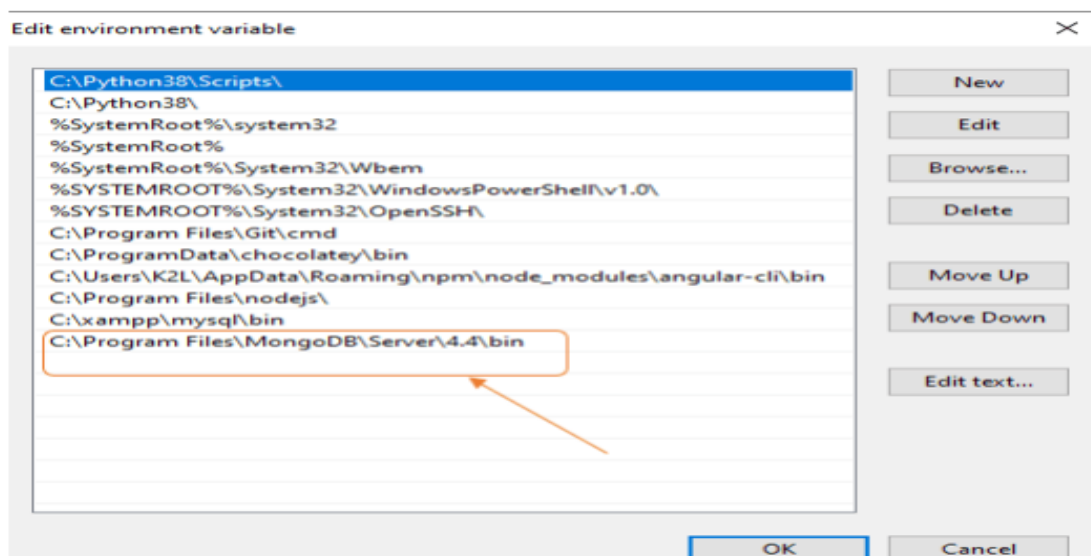 Edit environment variable
C:\Python38\Scripts\
C:\Python38\
%SystemRoot%\system32
%SystemRoot%
%SystemRoot%\System32\Wbem
%SYSTEMROOT%\System32\WindowsPowerShell\v1.0\
%SYSTEMROOT%\System32\OpenSSH\
C:\Program Files\Git\cmd
C:\ProgramData\chocolatey\bin
C:\Users\K2L\AppData\Roaming\npm\node_modules\angular-cli\bin
C:\Program Files\nodejs\
C:\xampp\mysql\bin
C:\Program Files\MongoDB\Server\4.4\bin
New
Edit
Browse...
Delete
Move Up
Move Down
Edit text...
OK
Cancel